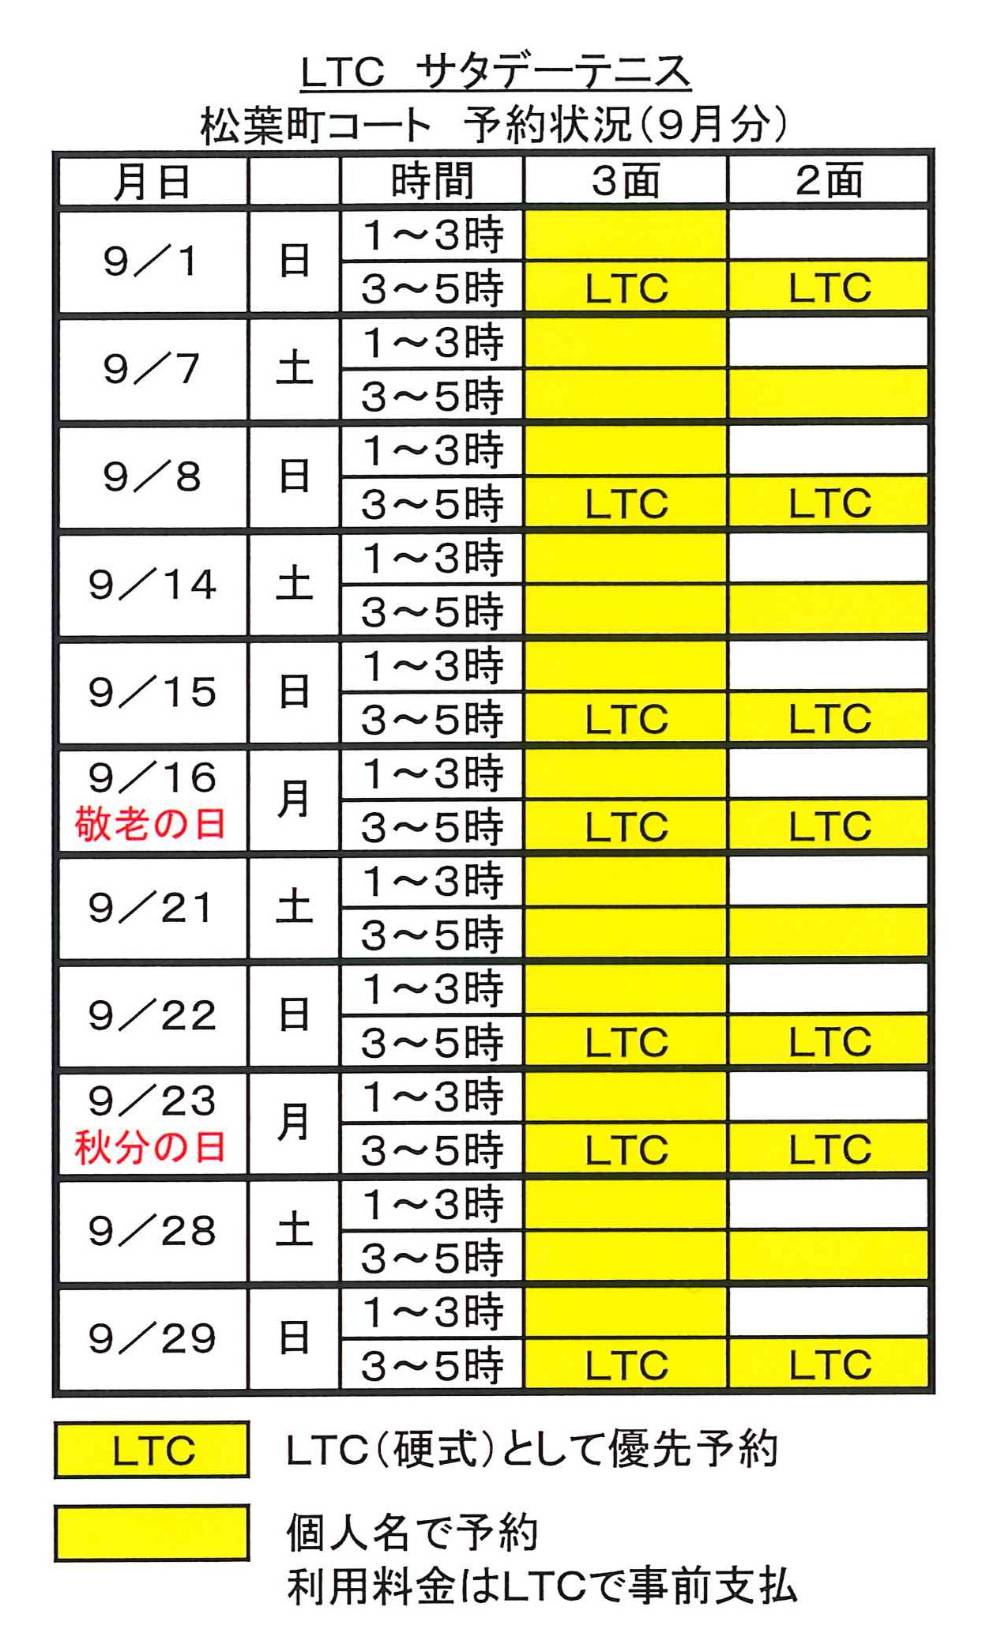 LTC　サタデーテニス
松葉町コート　予約状況(9月分)
月日　時間　3面　2面
9／1　日　1～3時
3～5時　LTC　LTC
9／7　土　1～3時
3～5時
9／8　日　1～3時
3～5時　LTC　LTC
9／14　土　1～3時
3～5時
9／15　日　1～3時
3～5時　LTC　LTC
9／16　月　1～3時
敬老の日　3～5時　LTC　LTC
9／21　土　1～3時
3～5時
9／22　日　1～3時
3～5時　LTC　LTC
9／23　月　1～3時
秋分の日　3～5時　LTC　LTC
9／28　土　1～3時
3～5時
9／29　日　1～3時
3～5時　LTC　LTC
LTC　LTC(硬式)として優先予約
個人名で予約
利用料金はLTCで事前支払